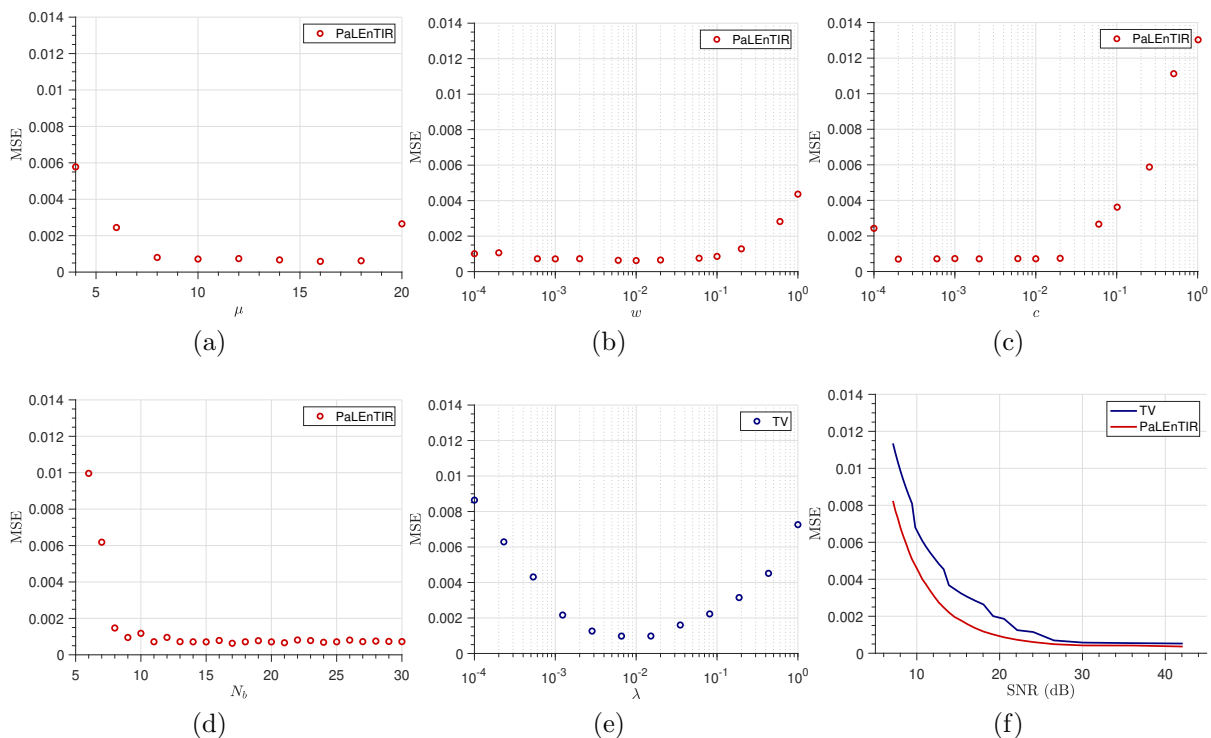 0.014
0.012
0.01
0.008
0.006
0.004
0.002
0
MSE
PaLEnTIR
5 10 15 20
μ
(a)
0.014
0.012
0.01
0.008
0.006
0.004
0.002
0
MSE
PaLEnTIR
10^-4 10^-3 10^-2 10^-1 10^0
w
(b)
0.014
0.012
0.01
0.008
0.006
0.004
0.002
0
MSE
PaLEnTIR
10^-4 10^-3 10^-2 10^-1 10^0
c
(c)
0.014
0.012
0.01
0.008
0.006
0.004
0.002
0
MSE
PaLEnTIR
5 10 15 20 25 30
N_b
(d)
0.014
0.012
0.01
0.008
0.006
0.004
0.002
0
MSE
TV
10^-4 10^-3 10^-2 10^-1 10^0
λ
(e)
0.014
0.012
0.01
0.008
0.006
0.004
0.002
0
MSE
TV
PaLEnTIR
10 20 30 40
SNR (dB)
(f)